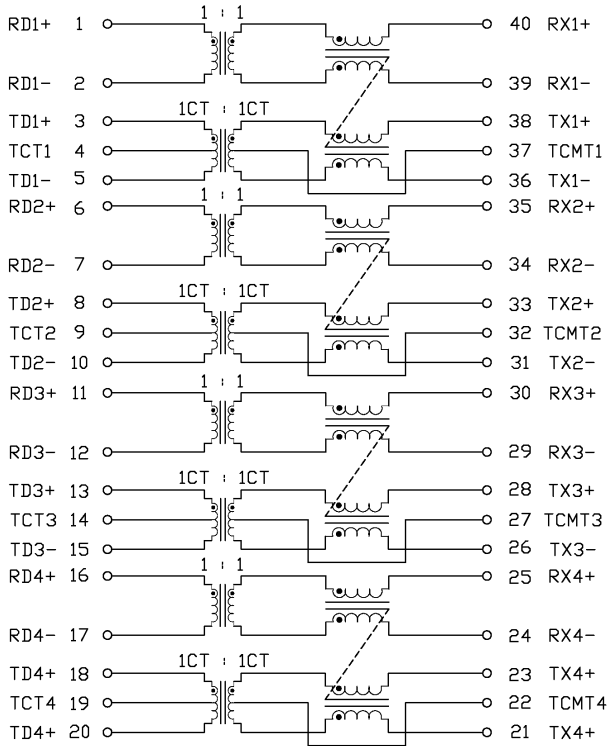 1 : 1
RD1+ 1 40 RX1+
RD1- 2 39 RX1-
1CT : 1CT
TD1+ 3 38 TX1+
TCT1 4 37 TCMT1
TD1- 5 36 TX1-
1 : 1
RD2+ 6 35 RX2+
RD2- 7 34 RX2-
1CT : 1CT
TD2+ 8 33 TX2+
TCT2 9 32 TCMT2
TD2- 10 31 TX2-
1 : 1
RD3+ 11 30 RX3+
RD3- 12 29 RX3-
1CT : 1CT
TD3+ 13 28 TX3+
TCT3 14 27 TCMT3
TD3- 15 26 TX3-
1 : 1
RD4+ 16 25 RX4+
RD4- 17 24 RX4-
1CT : 1CT
TD4+ 18 23 TX4+
TCT4 19 22 TCMT4
TD4+ 20 21 TX4+